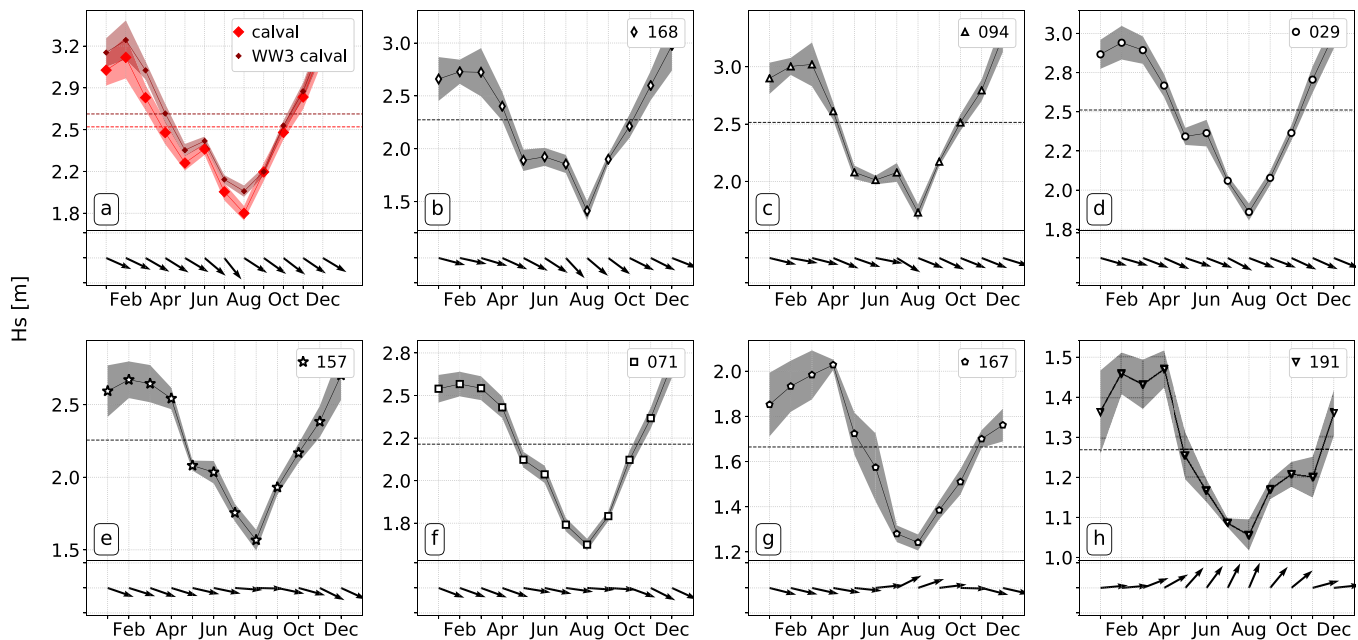 calval
WW3 calval
3.2
2.9
2.5
2.2
1.8
a
Feb Apr Jun Aug Oct Dec
168
3.0
2.5
2.0
1.5
b
Feb Apr Jun Aug Oct Dec
094
3.0
2.5
2.0
c
Feb Apr Jun Aug Oct Dec
029
3.1
2.8
2.5
2.2
2.0
1.8
d
Feb Apr Jun Aug Oct Dec
Hs [m]
157
2.5
2.0
1.5
e
Feb Apr Jun Aug Oct Dec
071
2.8
2.5
2.2
1.8
f
Feb Apr Jun Aug Oct Dec
167
2.0
1.8
1.6
1.4
1.2
g
Feb Apr Jun Aug Oct Dec
191
1.5
1.4
1.3
1.2
1.1
1.0
h
Feb Apr Jun Aug Oct Dec